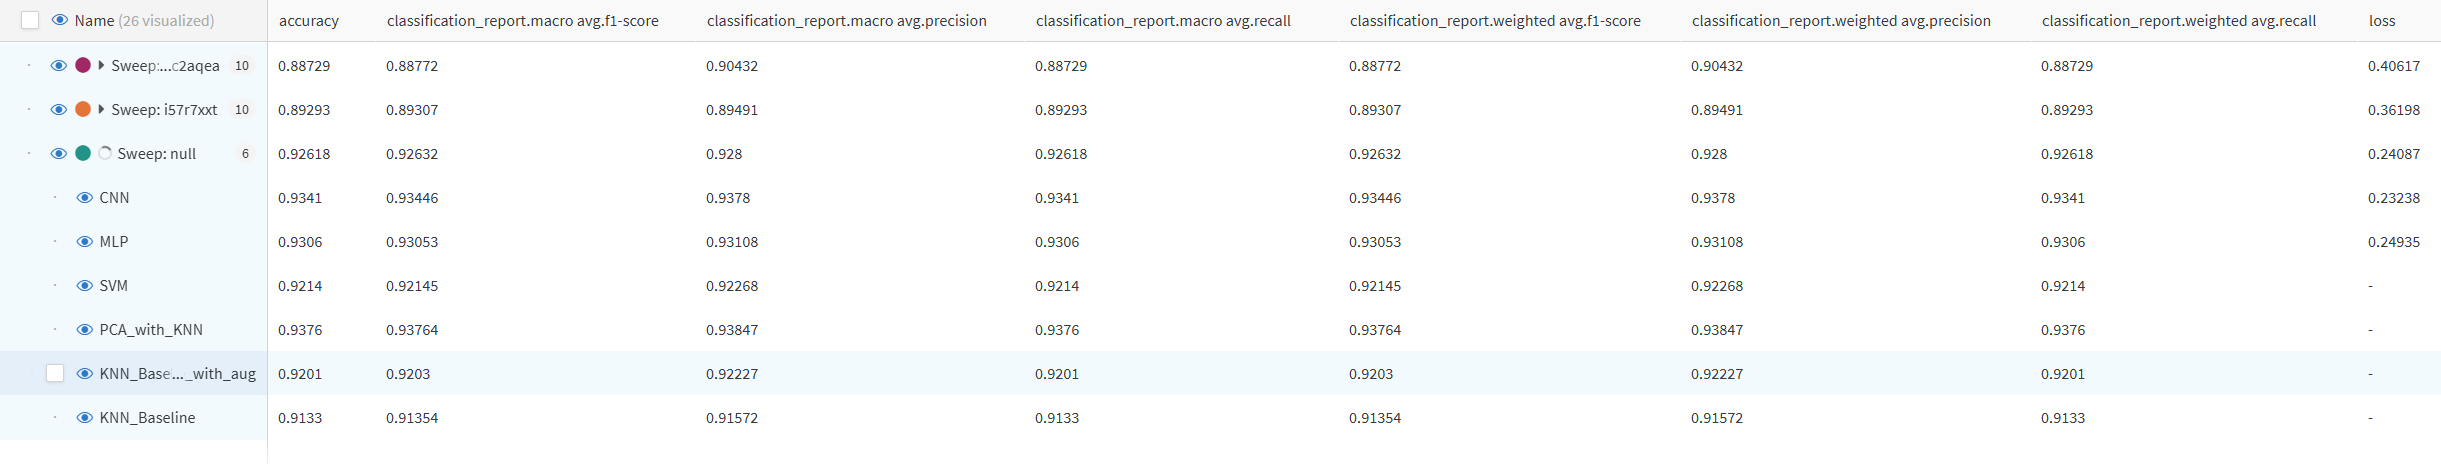 Name (26 visualized) accuracy classification_report.macro avg.f1-score classification_report.macro avg.precision classification_report.macro avg.recall classification_report.weighted avg.f1-score classification_report.weighted avg.precision classification_report.weighted avg.recall loss
Sweep:...c2aqea 10 0.88729 0.88772 0.90432 0.88729 0.88772 0.90432 0.88729 0.40617
Sweep: i57r7xxt 10 0.89293 0.89307 0.89491 0.89293 0.89307 0.89491 0.89293 0.36198
Sweep: null 6 0.92618 0.92632 0.928 0.92618 0.92632 0.928 0.92618 0.24087
CNN 0.9341 0.93446 0.9378 0.9341 0.93446 0.9378 0.9341 0.23238
MLP 0.9306 0.93053 0.93108 0.9306 0.93053 0.93108 0.9306 0.24935
SVM 0.9214 0.92145 0.92268 0.9214 0.92145 0.92268 0.9214 -
PCA_with_KNN 0.9376 0.93764 0.93847 0.9376 0.93764 0.93847 0.9376 -
KNN_Base..._with_aug 0.9201 0.9203 0.92227 0.9201 0.9203 0.92227 0.9201 -
KNN_Baseline 0.9133 0.91354 0.91572 0.9133 0.91354 0.91572 0.9133 -